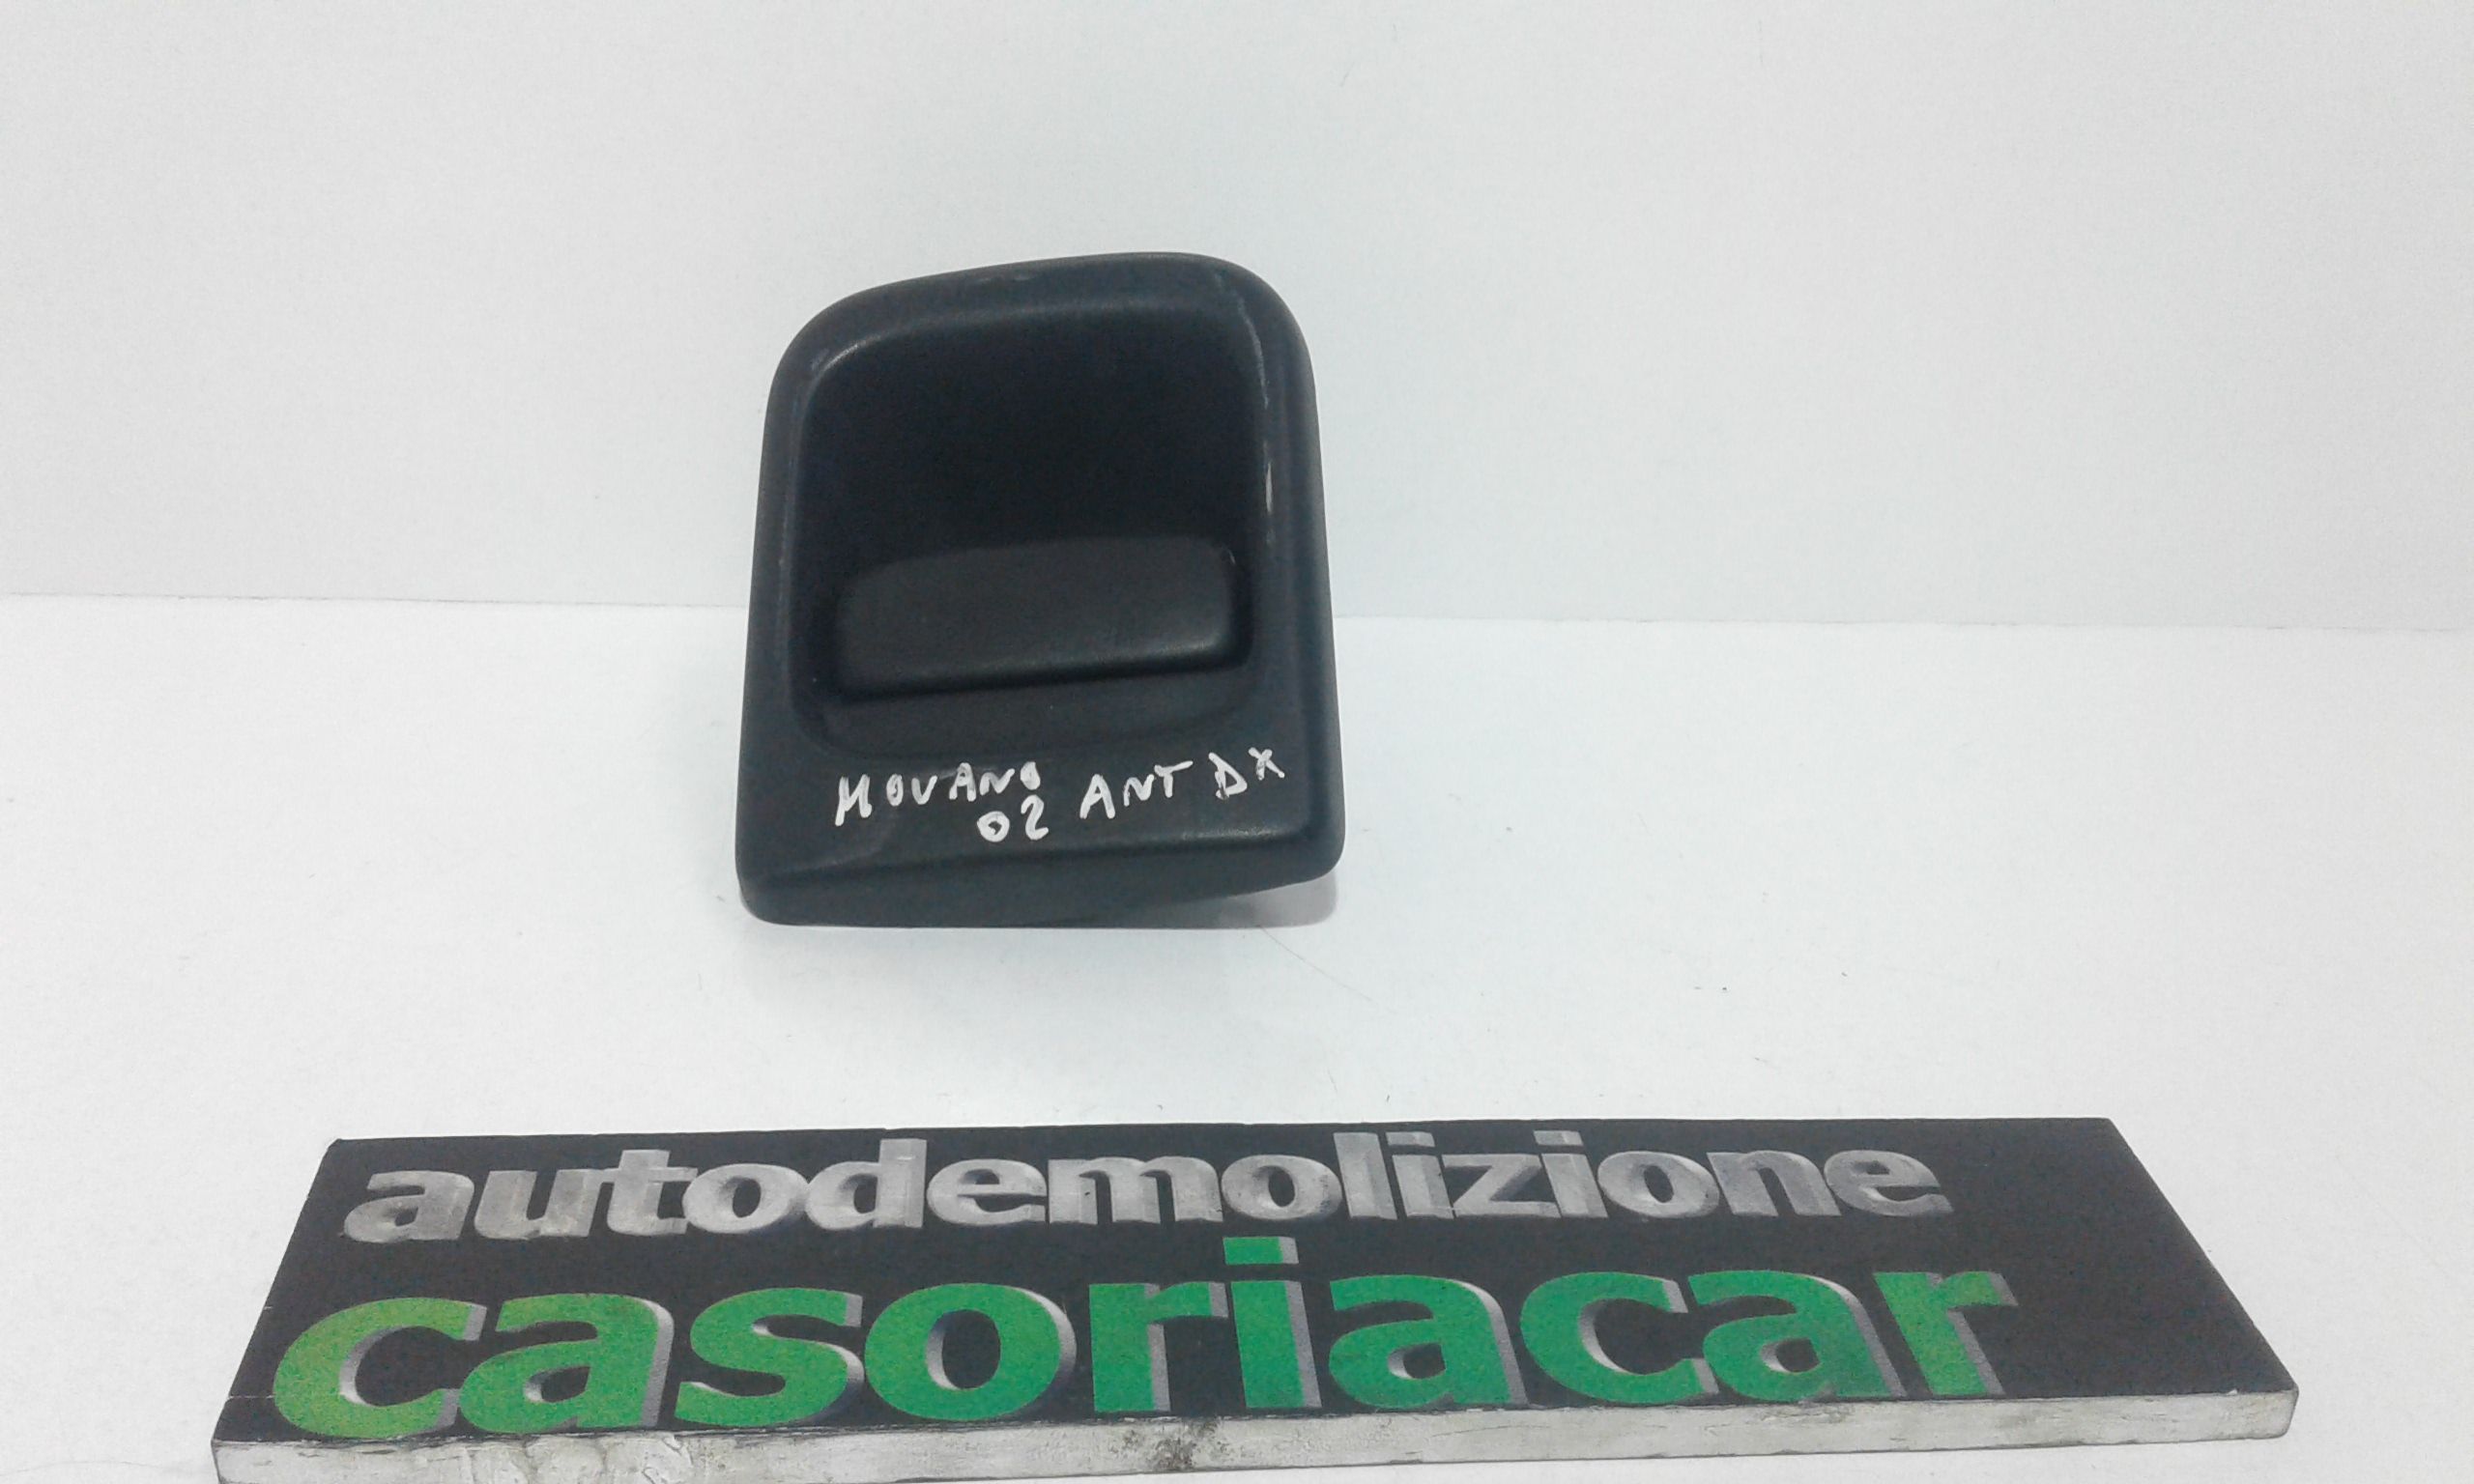 MOVANO ANT DX
02
autodemolizione
casoriacar